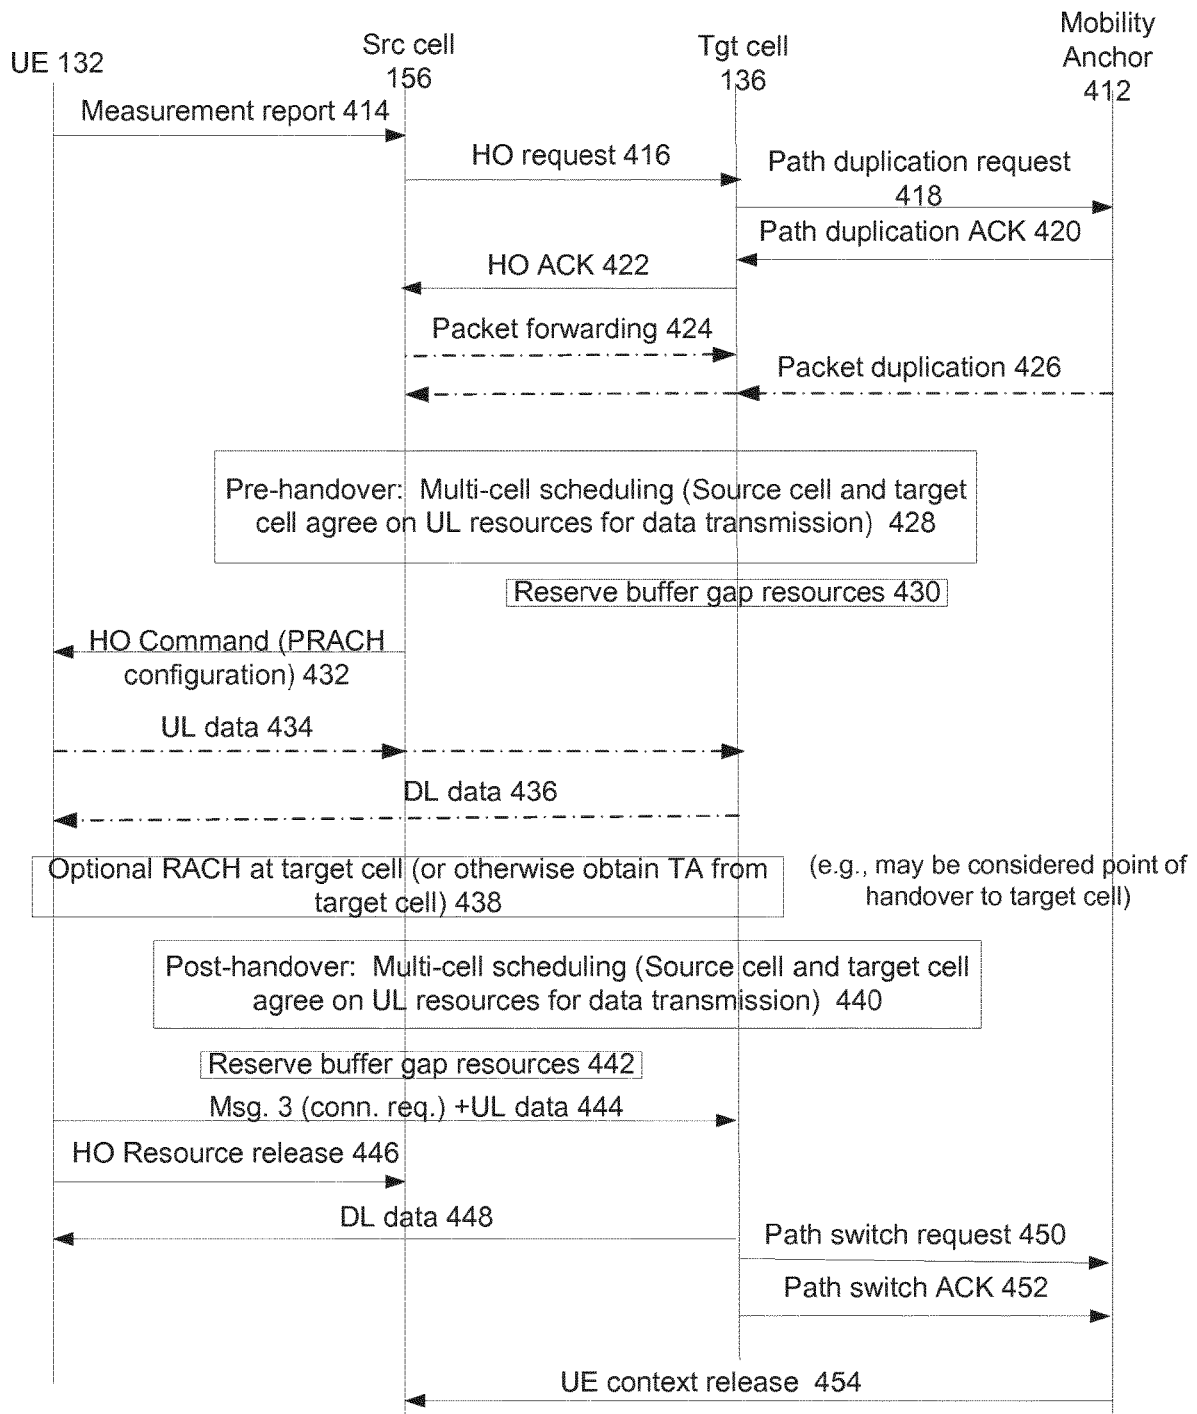 UE 132
Src cell
156
Tgt cell
136
Mobility
Anchor
412
Measurement report 414
HO request 416
Path duplication request
418
Path duplication ACK 420
HO ACK 422
Packet forwarding 424
Packet duplication 426
Pre-handover: Multi-cell scheduling (Source cell and target
cell agree on UL resources for data transmission) 428
Reserve buffer gap resources 430
HO Command (PRACH
configuration) 432
UL data 434
DL data 436
Optional RACH at target cell (or otherwise obtain TA from
target cell) 438
(e.g., may be considered point of
handover to target cell)
Post-handover: Multi-cell scheduling (Source cell and target cell
agree on UL resources for data transmission) 440
Reserve buffer gap resources 442
Msg. 3 (conn. req.) +UL data 444
HO Resource release 446
DL data 448
Path switch request 450
Path switch ACK 452
UE context release 454